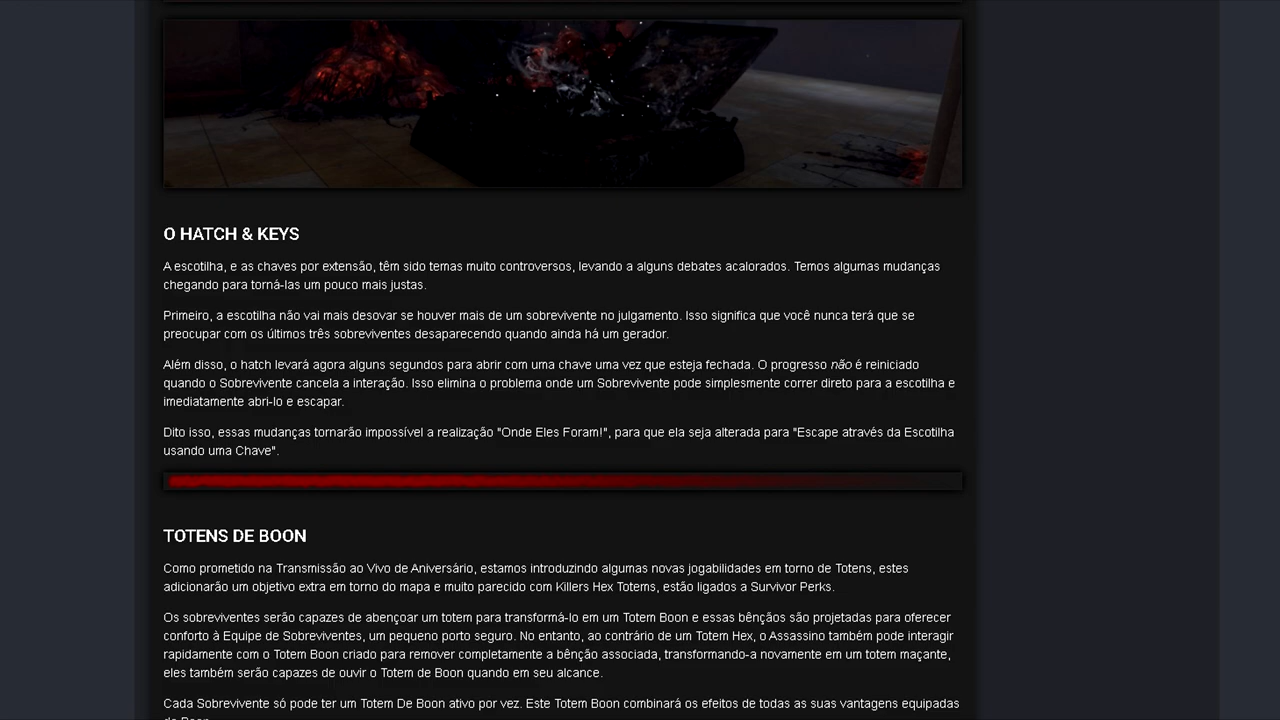 O HATCH & KEYS
A escotilha, e as chaves por extensão, têm sido temas muito controversos, levando a alguns debates acalorados. Temos algumas mudanças
chegando para torná-las um pouco mais justas.
Primeiro, a escotilha não vai mais desovar se houver mais de um sobrevivente no julgamento. Isso significa que você nunca terá que se
preocupar com os últimos três sobreviventes desaparecendo quando ainda há um gerador.
Além disso, o hatch levará agora alguns segundos para abrir com uma chave uma vez que esteja fechada. O progresso não é reiniciado
quando o Sobrevivente cancela a interação. Isso elimina o problema onde um Sobrevivente pode simplesmente correr direto para a escotilha e
imediatamente abri-lo e escapar.
Dito isso, essas mudanças tornarão impossível a realização "Onde Eles Foram!", para que ela seja alterada para "Escape através da Escotilha
usando uma Chave".
TOTENS DE BOON
Como prometido na Transmissão ao Vivo de Aniversário, estamos introduzindo algumas novas jogabilidades em torno de Totens, estes
adicionarão um objetivo extra em torno do mapa e muito parecido com Killers Hex Totems, estão ligados a Survivor Perks.
Os sobreviventes serão capazes de abençoar um totem para transformá-lo em um Totem Boon e essas bênçãos são projetadas para oferecer
conforto à Equipe de Sobreviventes, um pequeno porto seguro. No entanto, ao contrário de um Totem Hex, o Assassino também pode interagir
rapidamente com o Totem Boon criado para remover completamente a bênção associada, transformando-a novamente em um totem maçante,
eles também serão capazes de ouvir o Totem de Boon quando em seu alcance.
Cada Sobrevivente só pode ter um Totem De Boon ativo por vez. Este Totem Boon combinará os efeitos de todas as suas vantagens equipadas
de Boon.